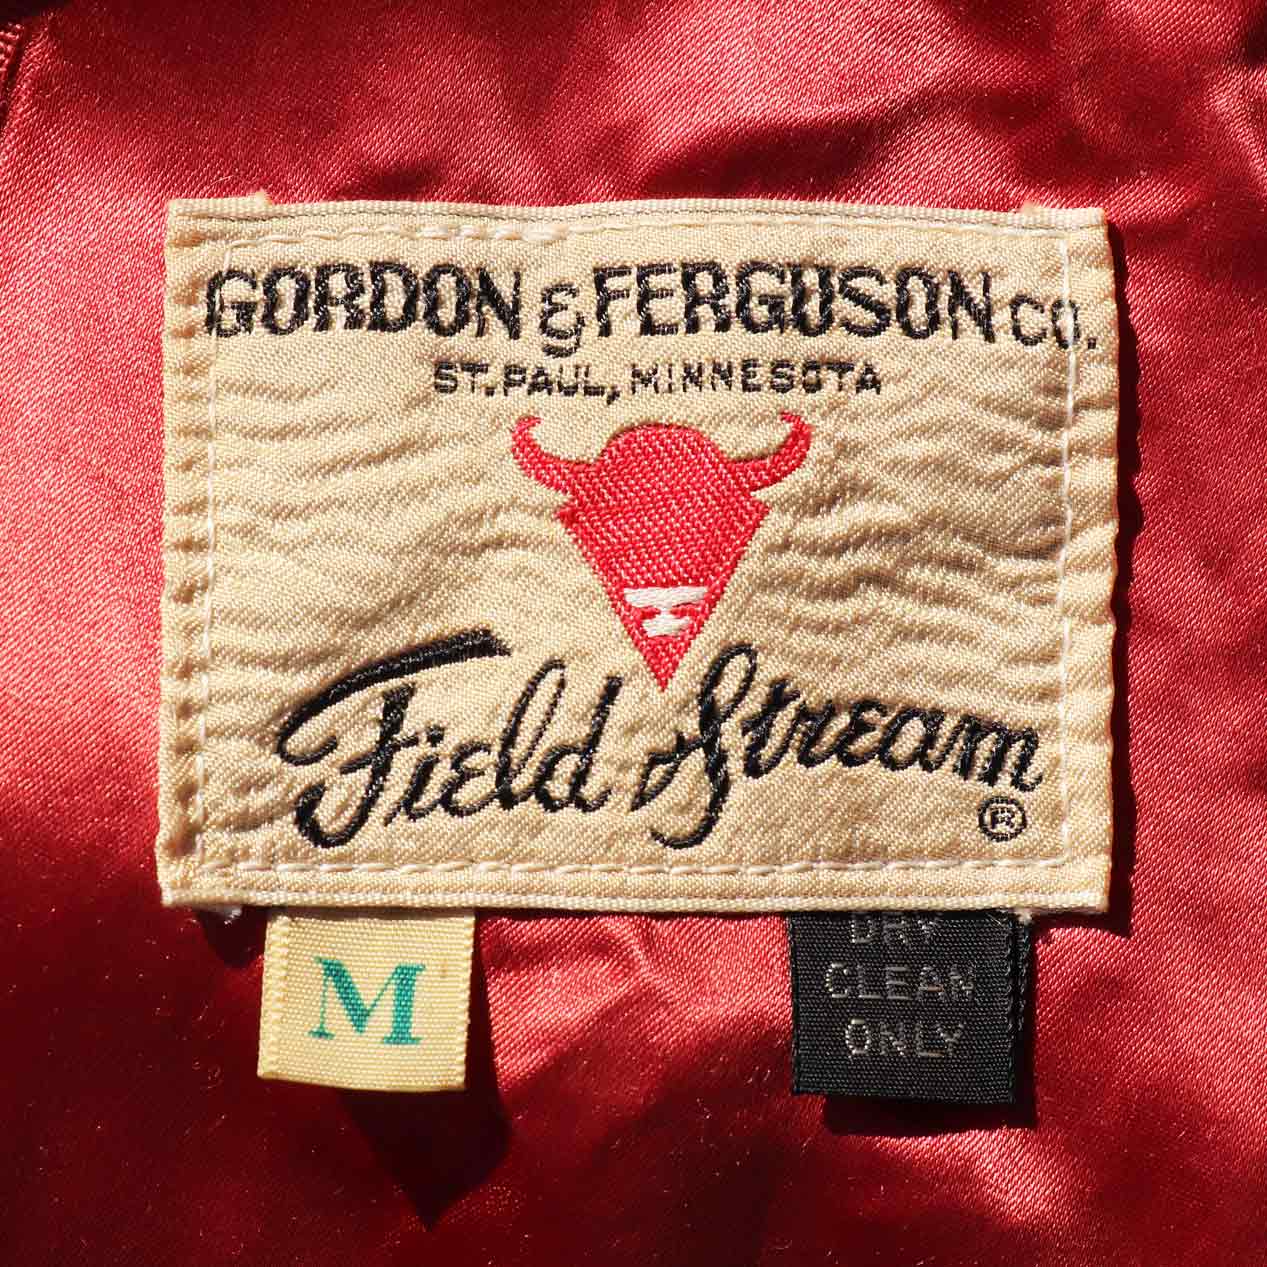 GORDON & FERGUSON CO.
ST. PAUL, MINNESOTA
Field & Stream
®
M
DRY
CLEAN
ONLY